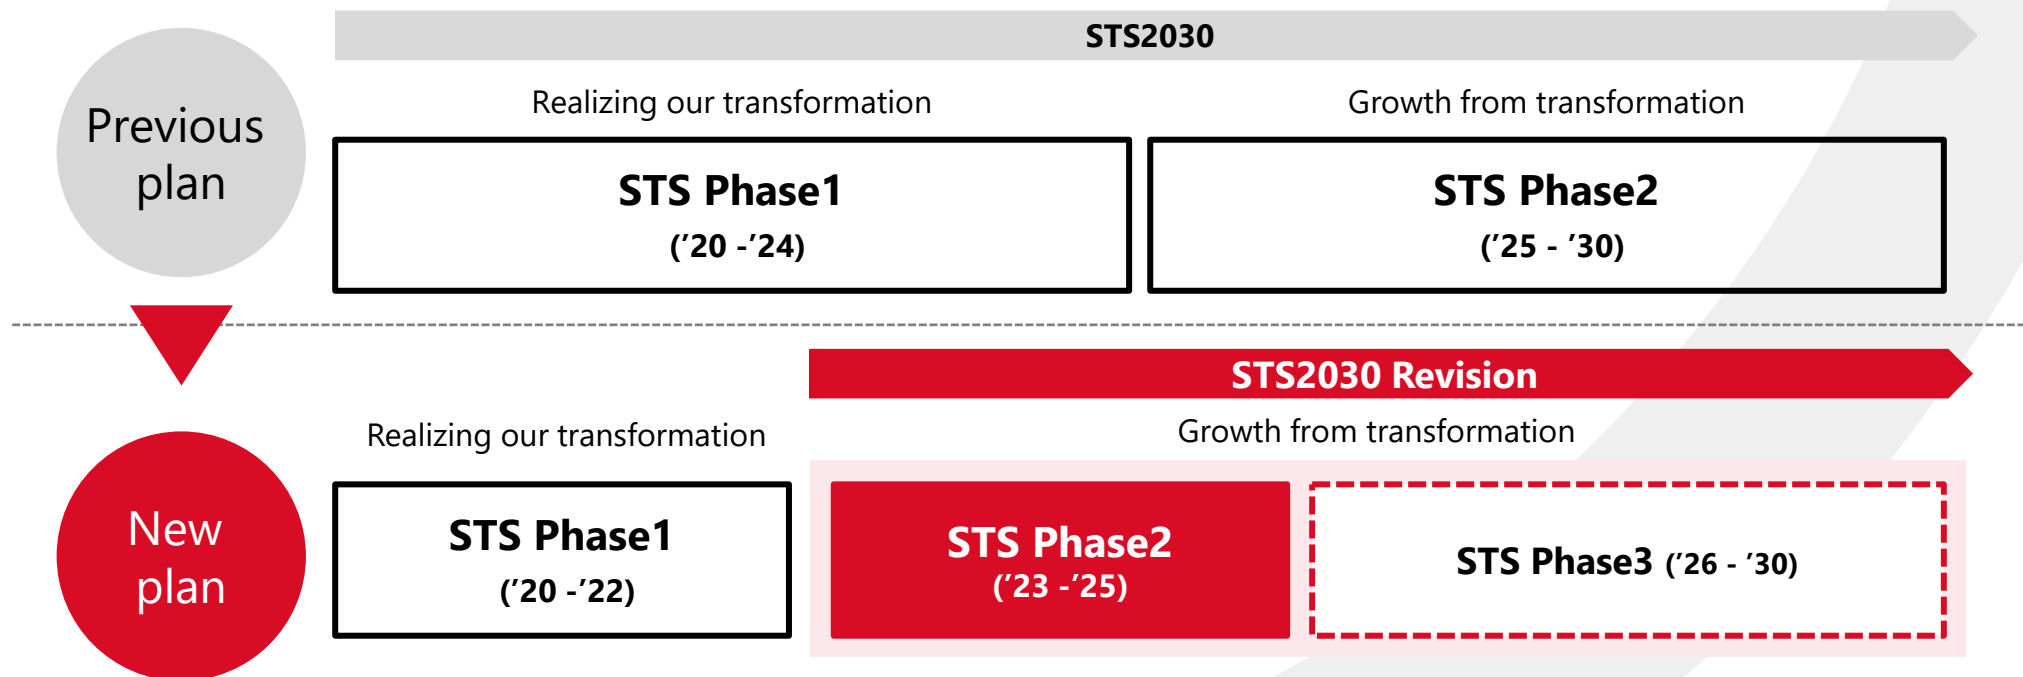 STS2030
Previous
plan
Realizing our transformation
Growth from transformation
STS Phase1
(’20 -’24)
STS Phase2
(’25 - ’30)
STS2030 Revision
New
plan
Realizing our transformation
Growth from transformation
STS Phase1
(’20 -’22)
STS Phase2
(’23 -’25)
STS Phase3 (’26 - ’30)